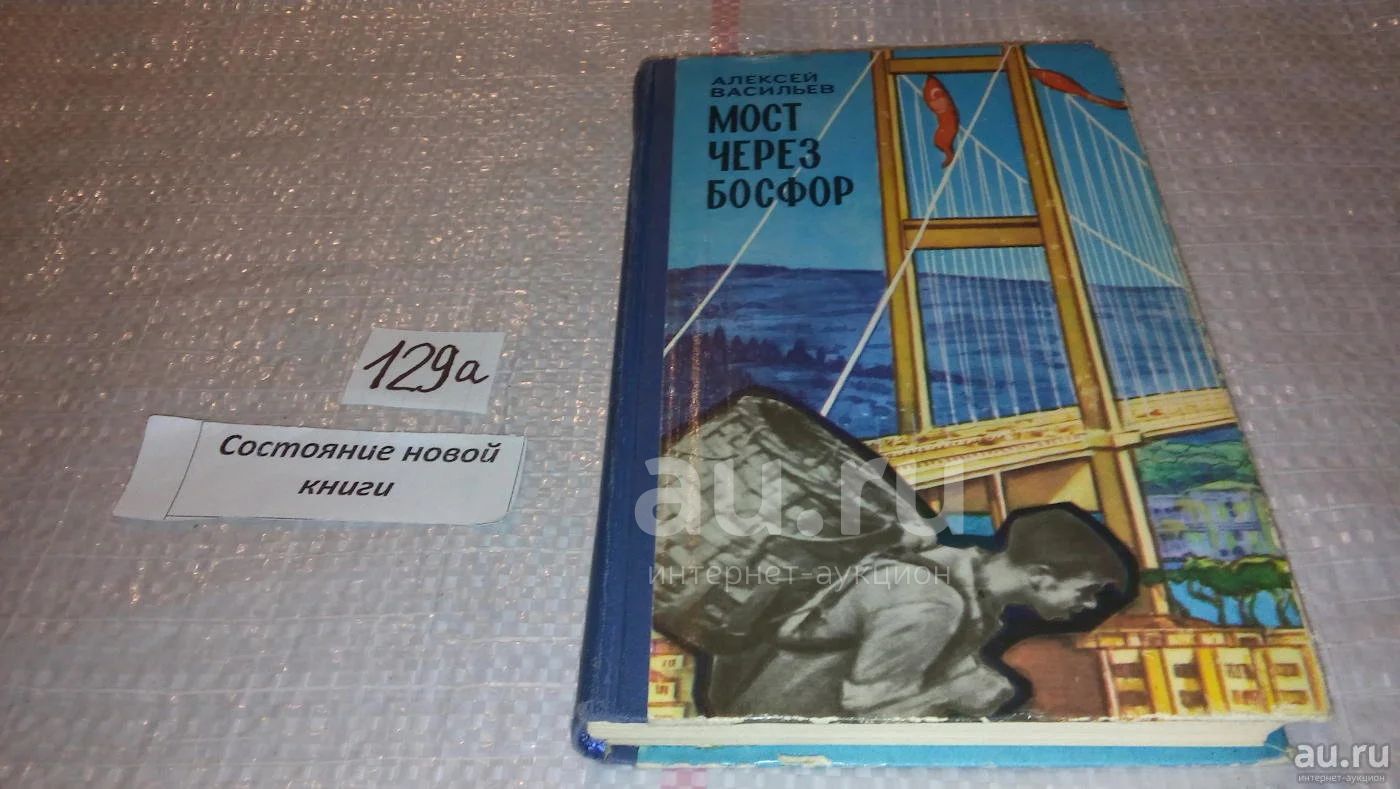 АЛЕКСЕЙ
ВАСИЛЬЕВ
МОСТ
ЧЕРЕЗ
БОСФОР
129а
Состояние новой
книги
au.ru
интернет-аукцион
au.ru
интернет-аукцион